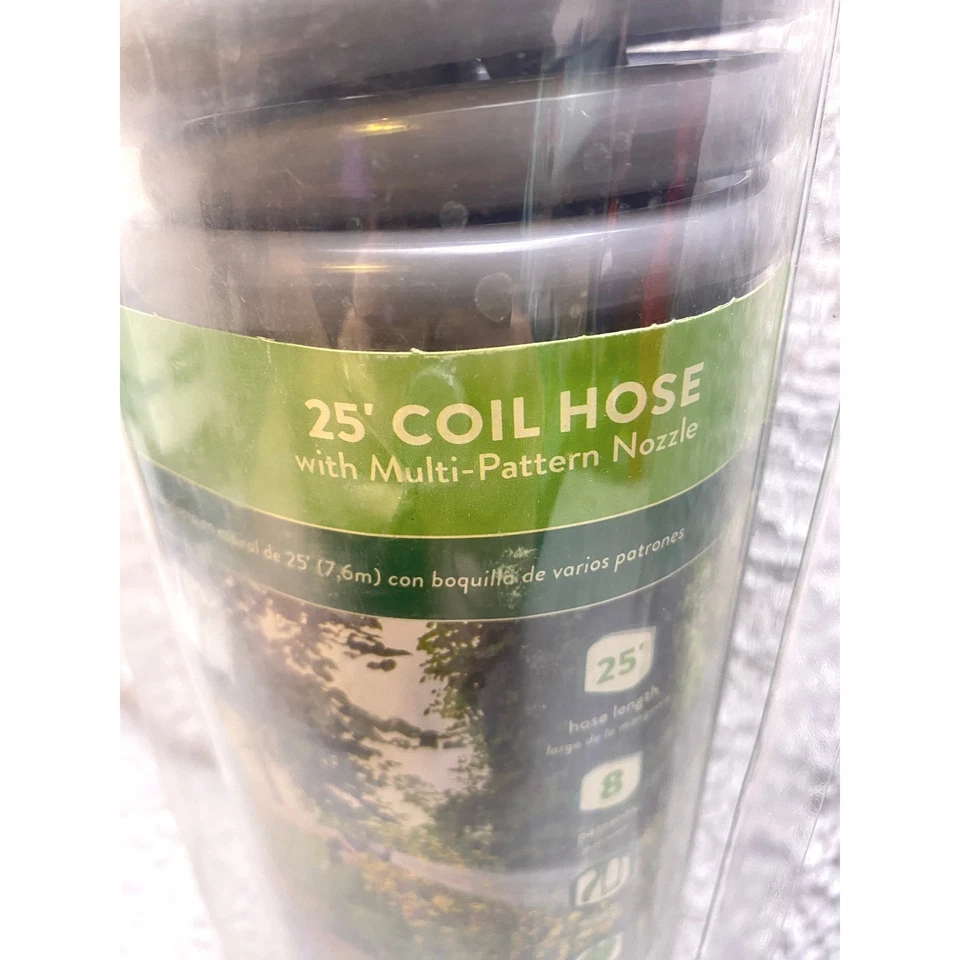 25' COIL HOSE
with Multi-Pattern Nozzle
de 25' (7,6m) con boquilla de varios patrones
25'
hose length
largo de la
8
20